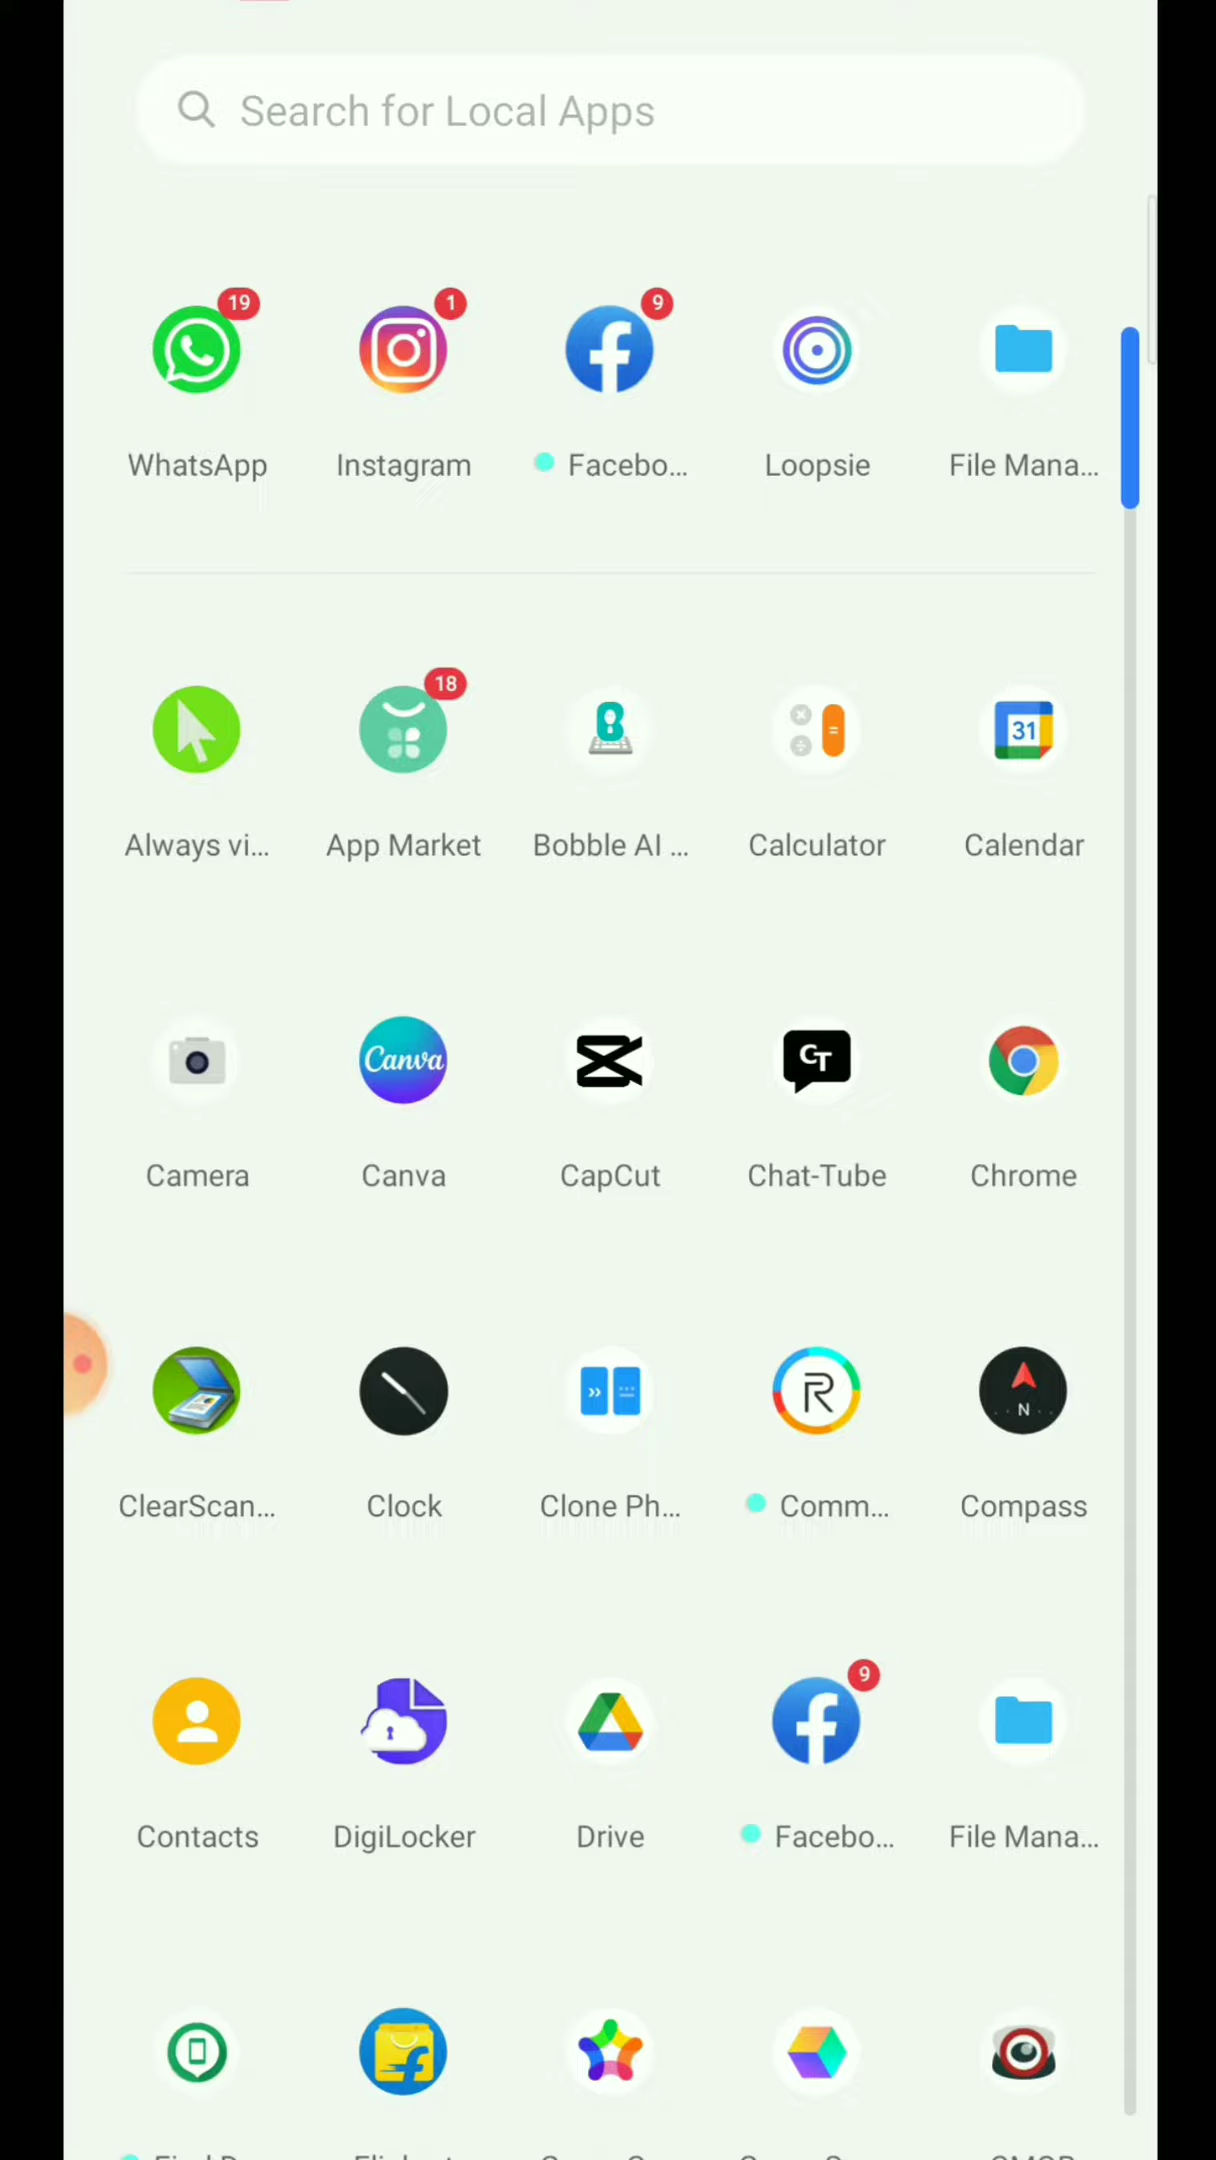 Search for Local Apps
19
1
9
WhatsApp
Instagram
Facebo...
Loopsie
File Mana...
18
31
Always vi...
App Market
Bobble AI ...
Calculator
Calendar
Canva
CT
Camera
Canva
CapCut
Chat-Tube
Chrome
R
N
ClearScan...
Clock
Clone Ph...
Comm...
Compass
9
Contacts
DigiLocker
Drive
Facebo...
File Mana...